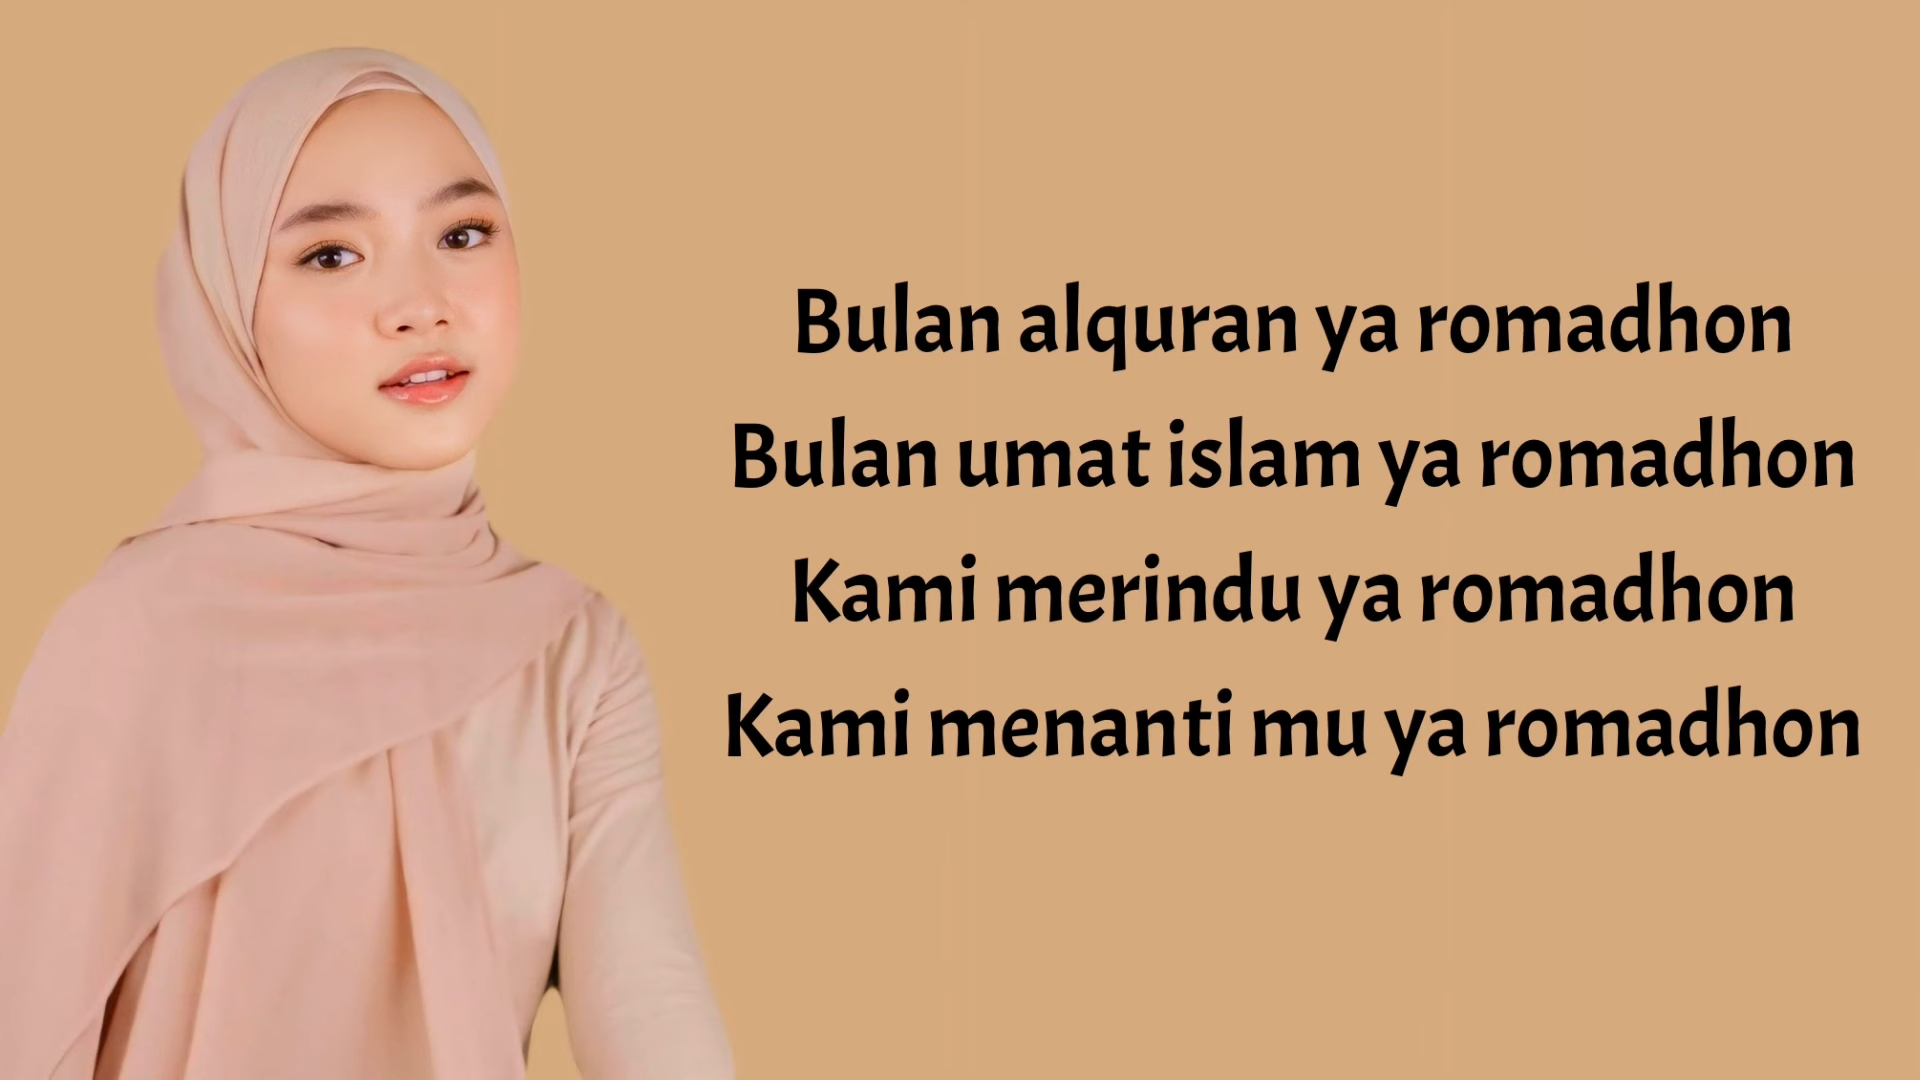 Bulan alquran ya romadhon
Bulan umat islam ya romadhon
Kami merindu ya romadhon
Kami menanti mu ya romadhon